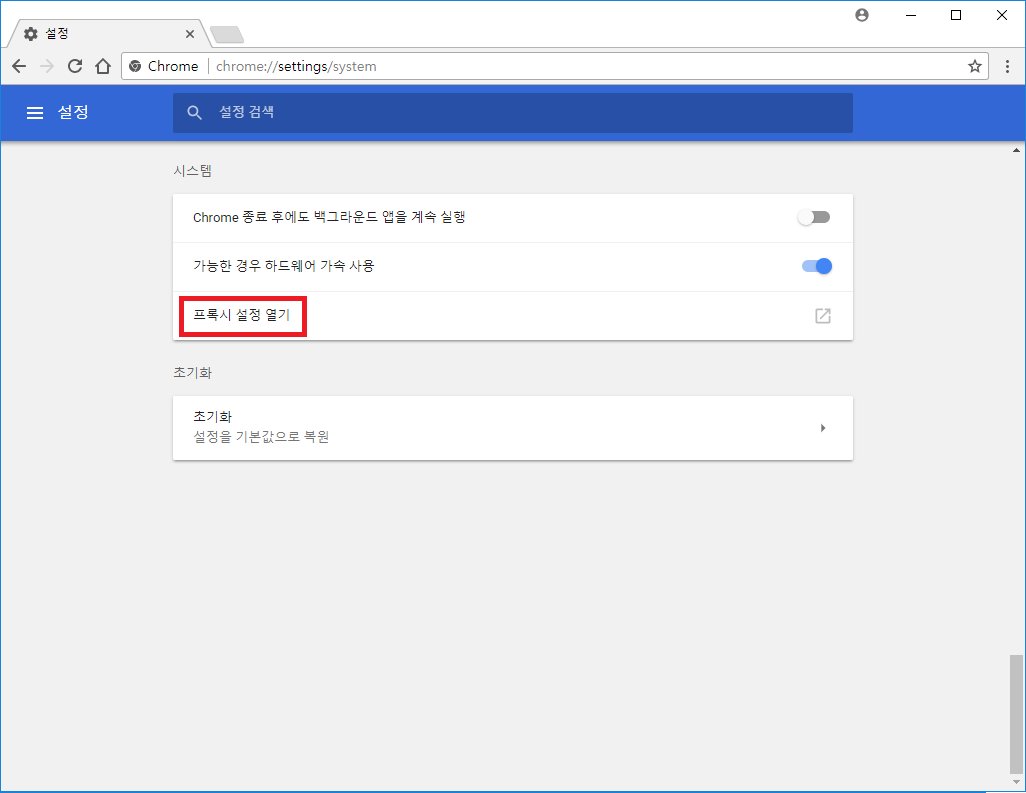 설정
Chrome chrome://settings/system
설정
설정 검색
시스템
Chrome 종료 후에도 백그라운드 앱을 계속 실행
가능한 경우 하드웨어 가속 사용
프록시 설정 열기
초기화
초기화
설정을 기본값으로 복원